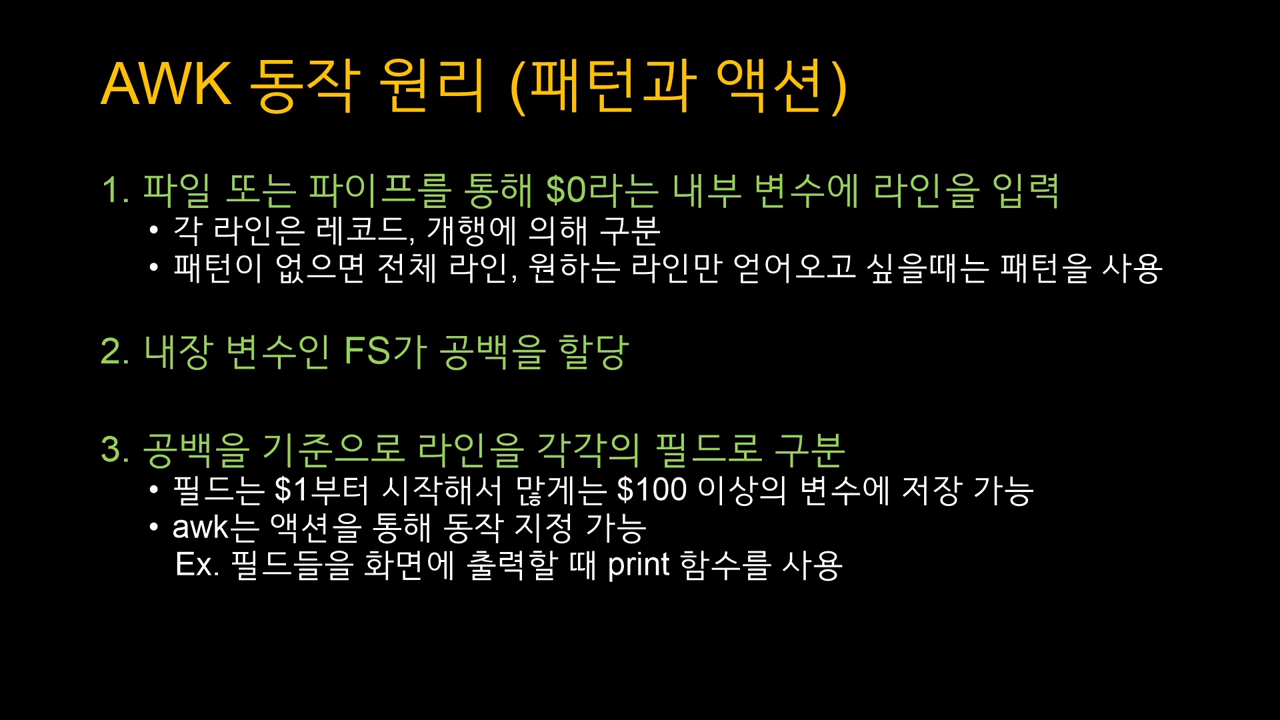 AWK 동작 원리 (패턴과 액션)
1. 파일 또는 파이프를 통해 $0라는 내부 변수에 라인을 입력
• 각 라인은 레코드, 개행에 의해 구분
• 패턴이 없으면 전체 라인, 원하는 라인만 얻어오고 싶을때는 패턴을 사용
2. 내장 변수인 FS가 공백을 할당
3. 공백을 기준으로 라인을 각각의 필드로 구분
• 필드는 $1부터 시작해서 많게는 $100 이상의 변수에 저장 가능
• awk는 액션을 통해 동작 지정 가능
Ex. 필드들을 화면에 출력할 때 print 함수를 사용